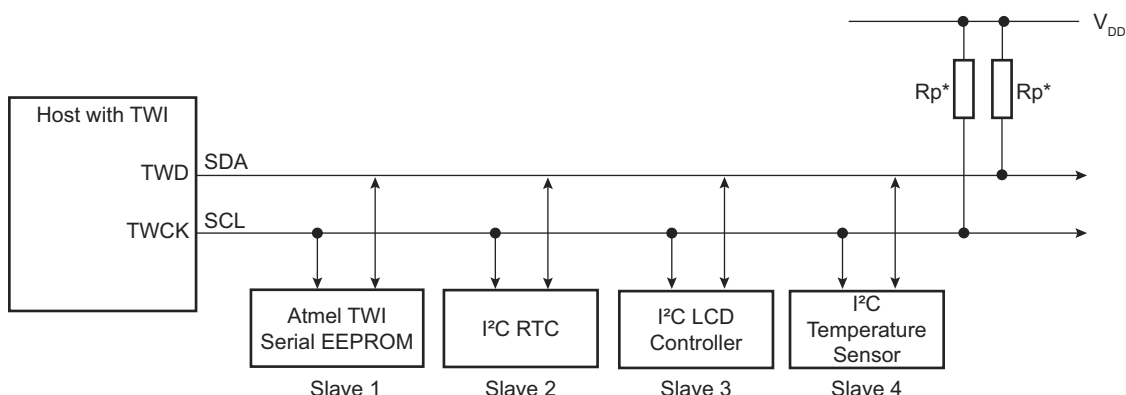 V_DD
Rp*
Rp*
Host with TWI
TWD
SDA
TWCK
SCL
Atmel TWI
Serial EEPROM
I²C RTC
I²C LCD
Controller
I²C
Temperature
Sensor
Slave 1
Slave 2
Slave 3
Slave 4